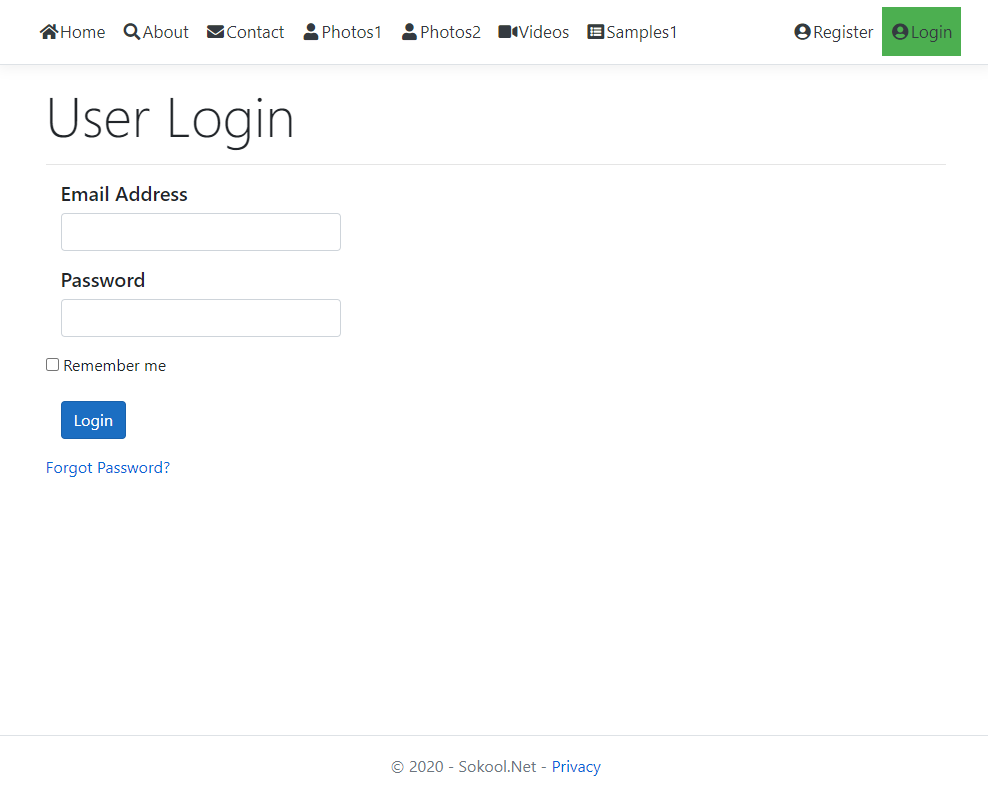 Home About Contact Photos1 Photos2 Videos Samples1 Register Login
User Login
Email Address
Password
Remember me
Login
Forgot Password?
© 2020 - Sokool.Net - Privacy